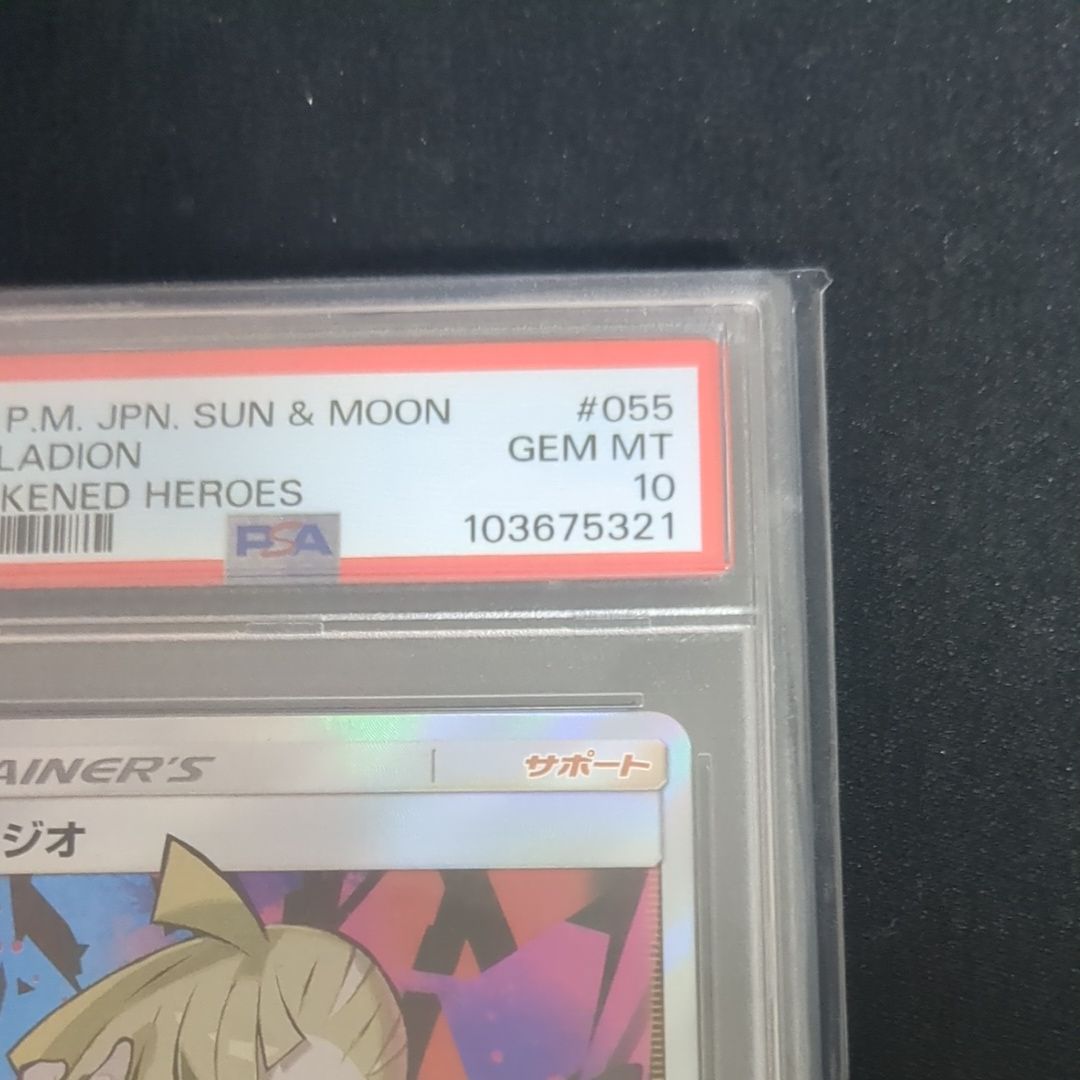 P.M. JPN. SUN & MOON #055
LADION GEM MT
KENED HEROES 10
PSA 103675321
AINER'S サポート
ジオ